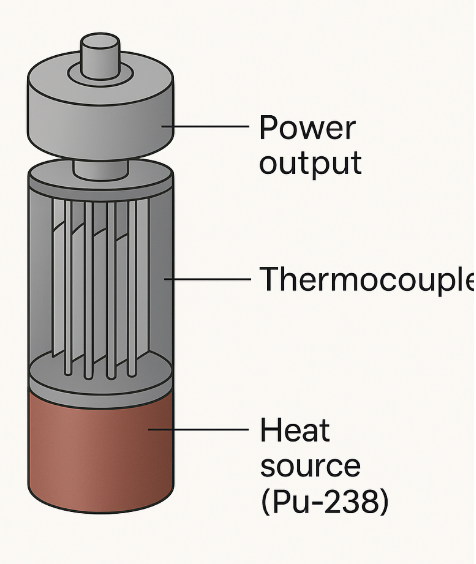 Power
output
Thermocouple
Heat
source
(Pu-238)